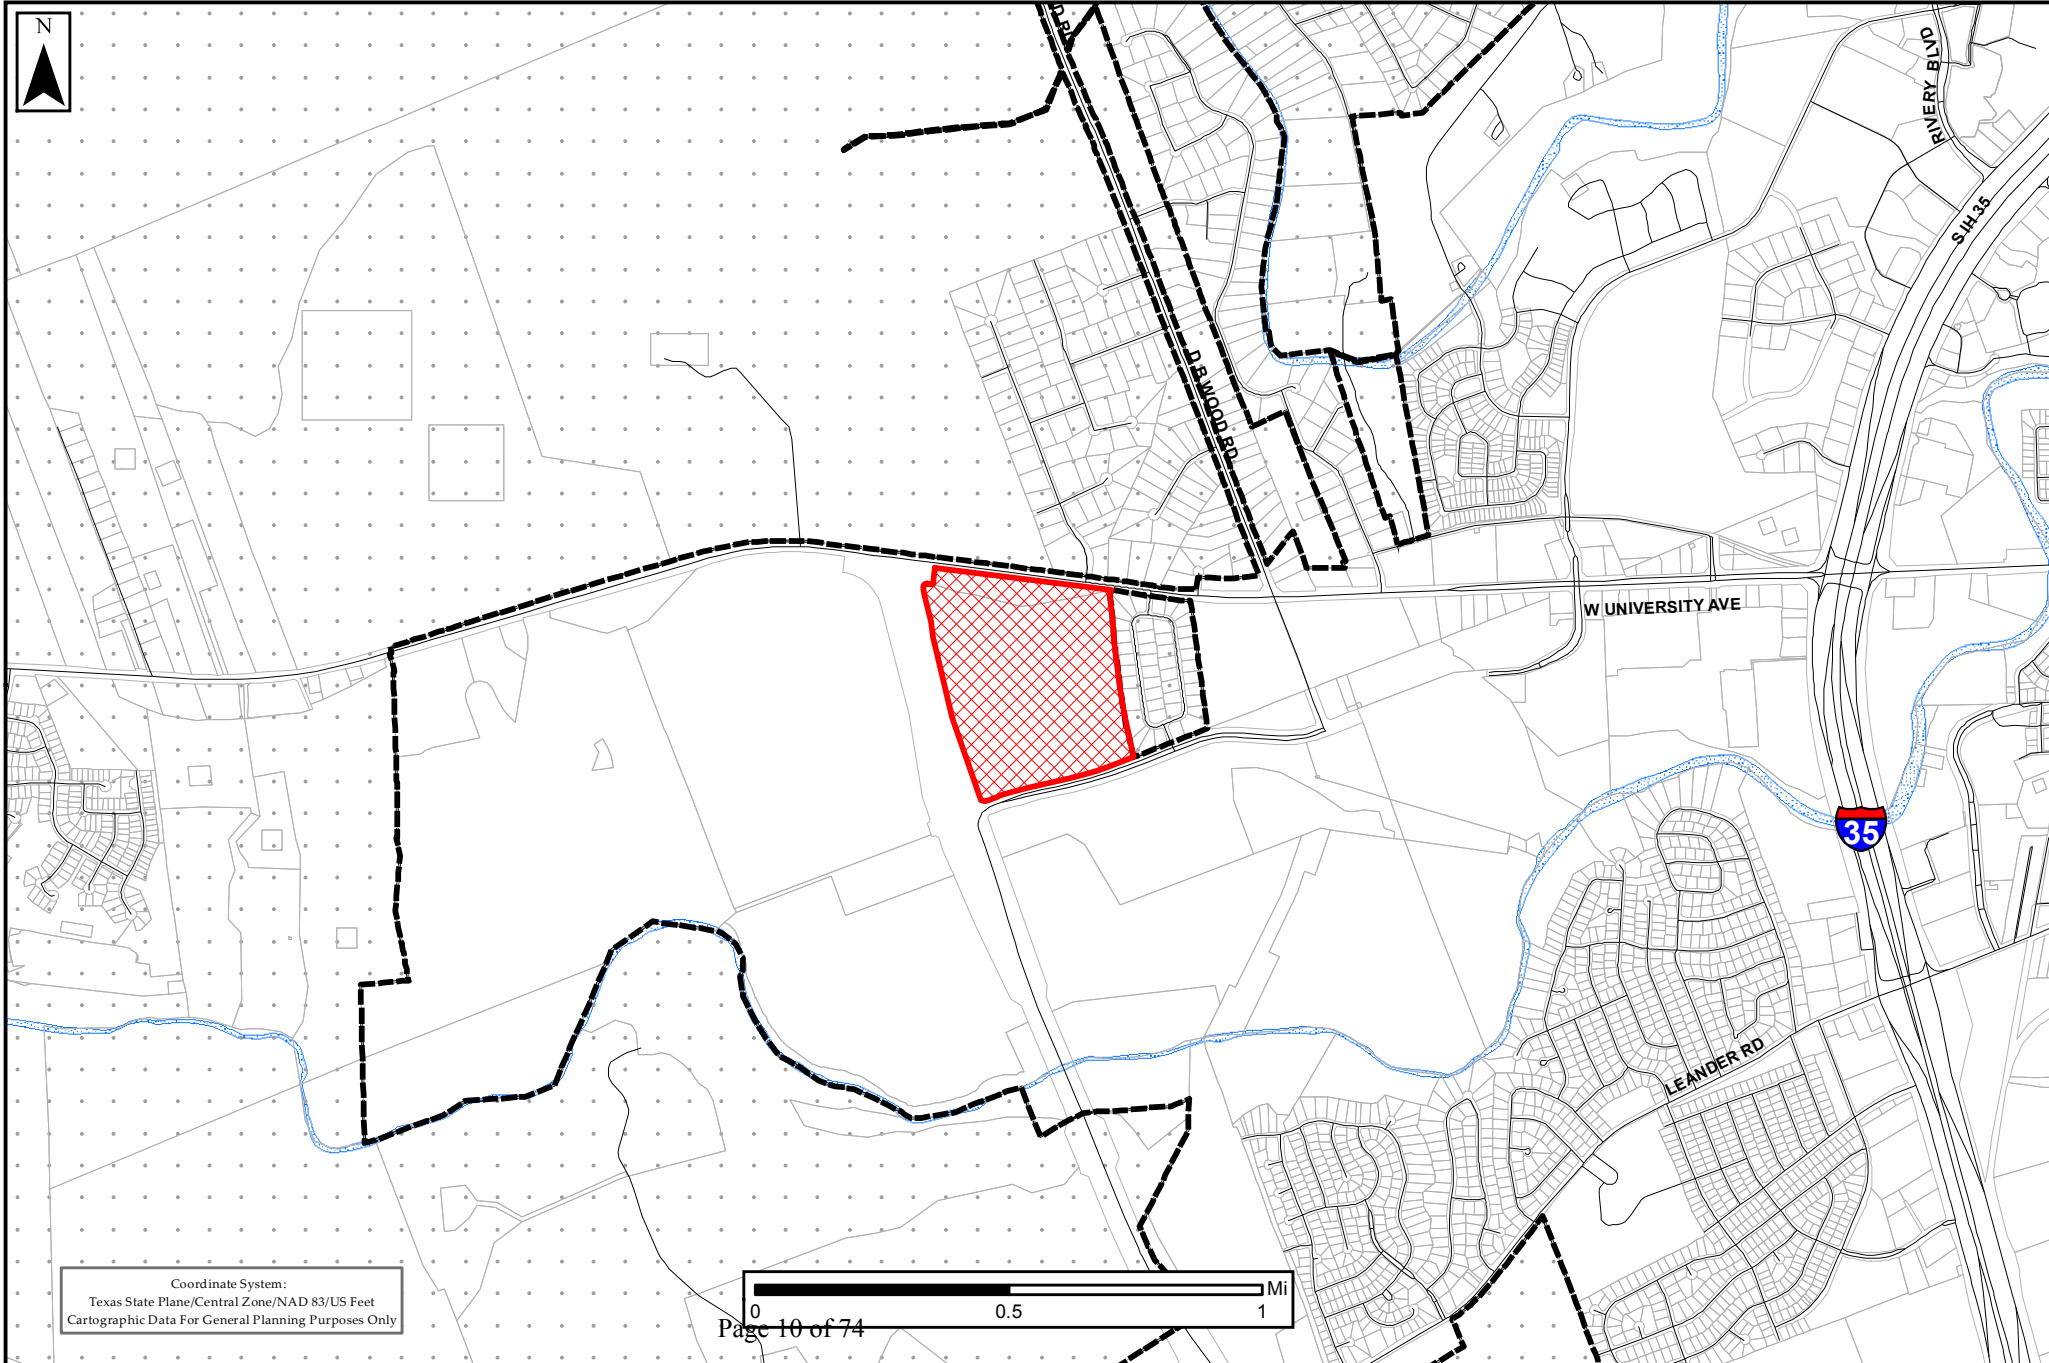 N
D RD
RIVERY BLVD
S IH 35
D B WOOD RD
W UNIVERSITY AVE
35
LEANDER RD
Coordinate System:
Texas State Plane/Central Zone/NAD 83/US Feet
Cartographic Data For General Planning Purposes Only
Mi
0 0.5 1
Page 10 of 74